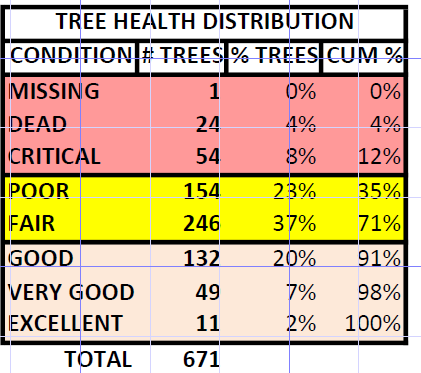 TREE HEALTH DISTRIBUTION
CONDITION # TREES % TREES CUM %
MISSING 1 0% 0%
DEAD 24 4% 4%
CRITICAL 54 8% 12%
POOR 154 23% 35%
FAIR 246 37% 71%
GOOD 132 20% 91%
VERY GOOD 49 7% 98%
EXCELLENT 11 2% 100%
TOTAL 671